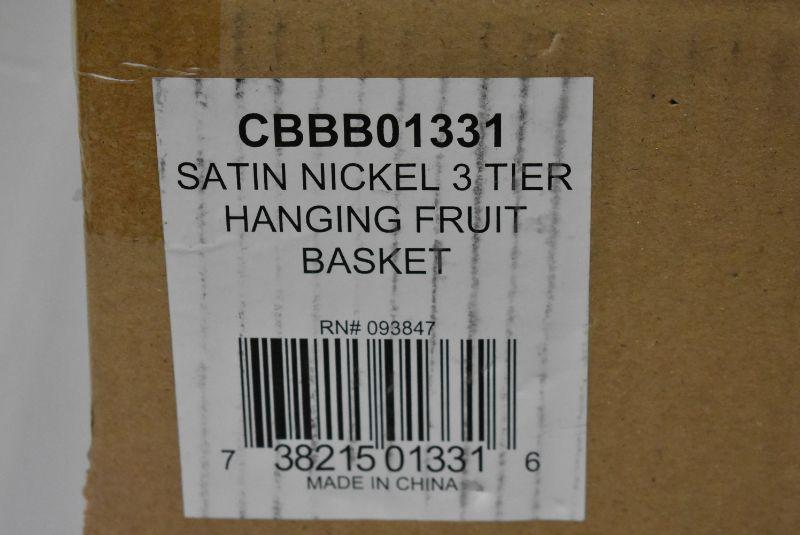 CBBB01331
SATIN NICKEL 3 TIER
HANGING FRUIT
BASKET
RN# 093847
7 38215 01331 6
MADE IN CHINA